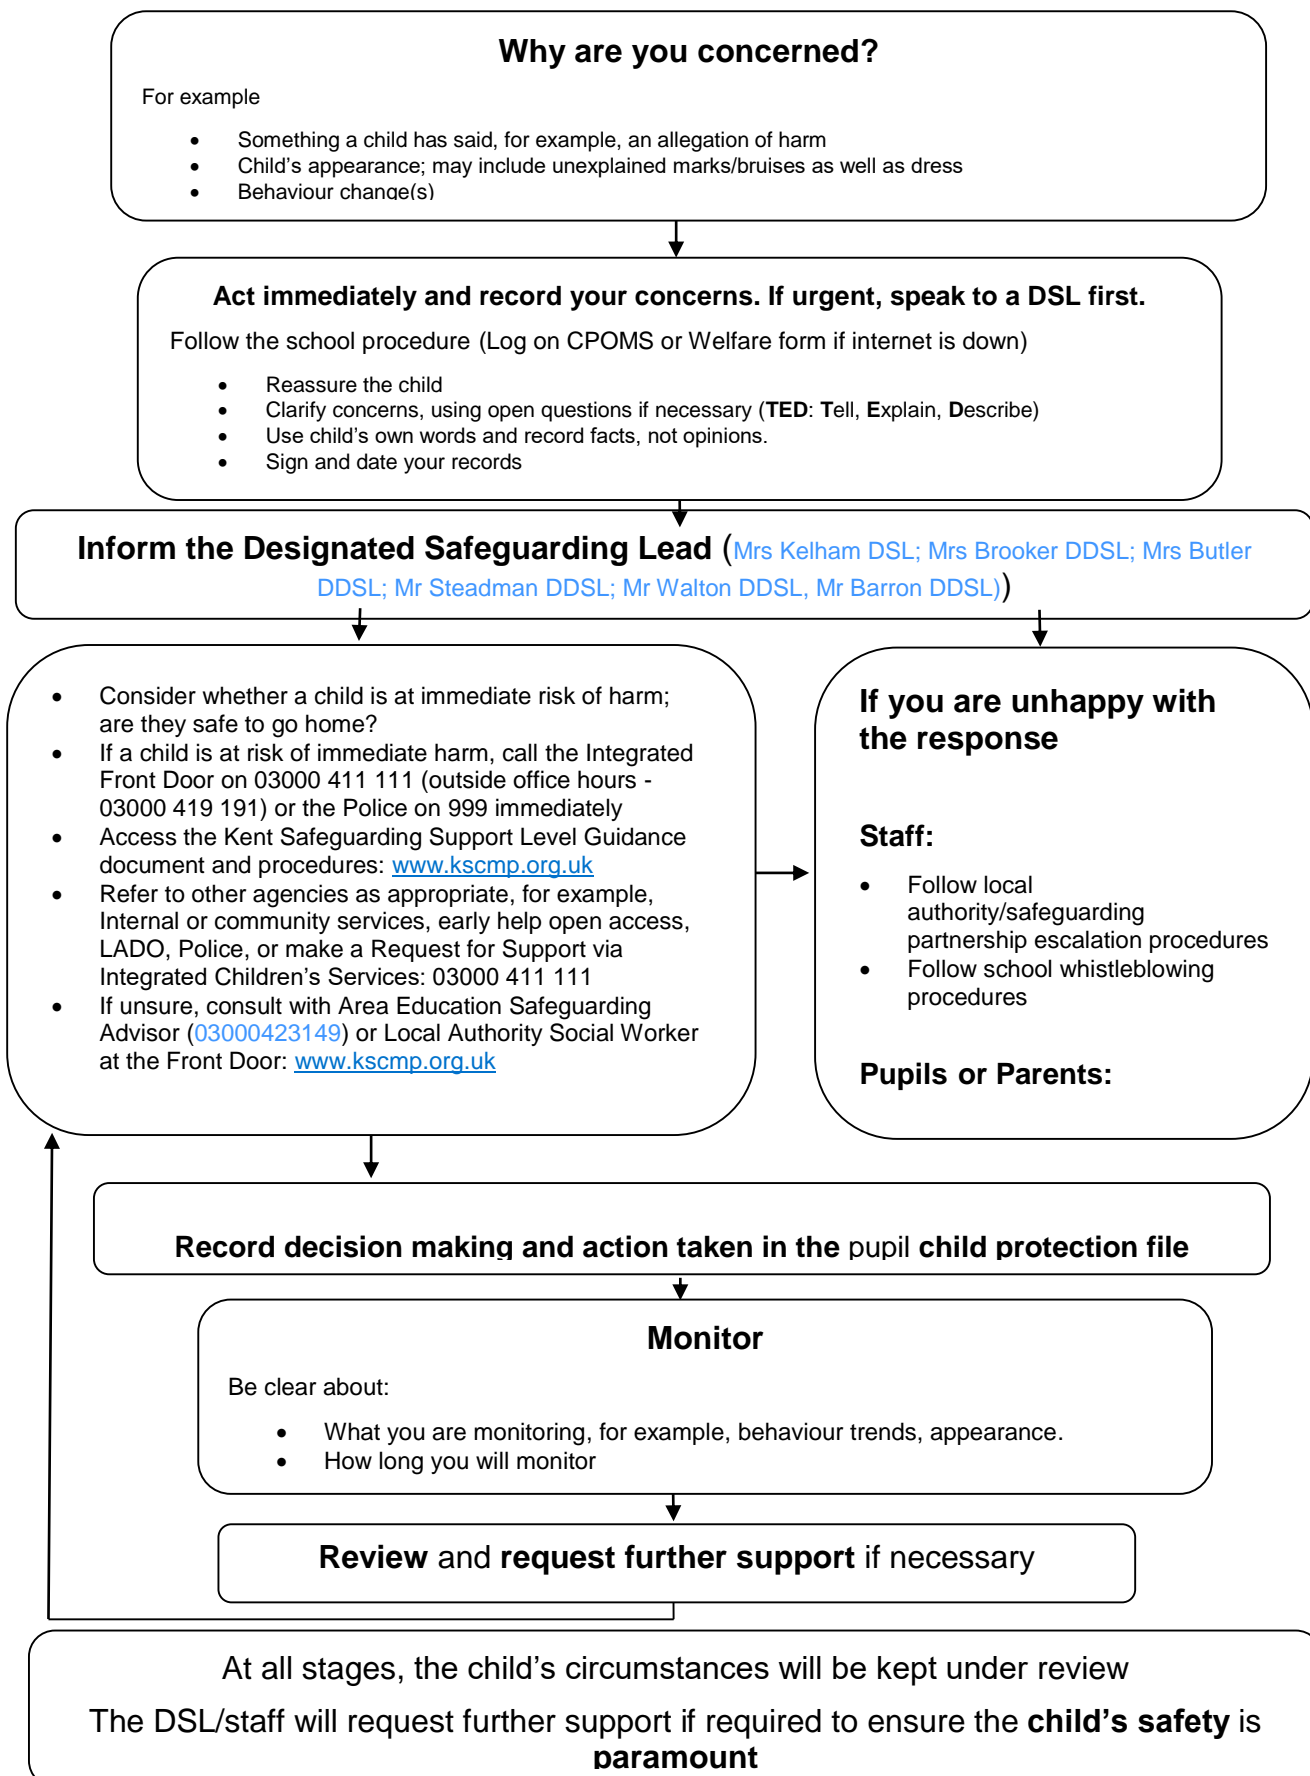 Why are you concerned?
For example
• Something a child has said, for example, an allegation of harm
• Child's appearance; may include unexplained marks/bruises as well as dress
• Behaviour change(s)
Act immediately and record your concerns. If urgent, speak to a DSL first.
Follow the school procedure (Log on CPOMS or Welfare form if internet is down)
• Reassure the child
• Clarify concerns, using open questions if necessary (TED: Tell, Explain, Describe)
• Use child's own words and record facts, not opinions.
• Sign and date your records
Inform the Designated Safeguarding Lead (Mrs Kelham DSL; Mrs Brooker DDSL; Mrs Butler
DDSL; Mr Steadman DDSL; Mr Walton DDSL, Mr Barron DDSL))
• Consider whether a child is at immediate risk of harm;
are they safe to go home?
• If a child is at risk of immediate harm, call the Integrated
Front Door on 03000 411 111 (outside office hours -
03000 419 191) or the Police on 999 immediately
• Access the Kent Safeguarding Support Level Guidance
document and procedures: www.kscmp.org.uk
• Refer to other agencies as appropriate, for example,
Internal or community services, early help open access,
LADO, Police, or make a Request for Support via
Integrated Children's Services: 03000 411 111
• If unsure, consult with Area Education Safeguarding
Advisor (03000423149) or Local Authority Social Worker
at the Front Door: www.kscmp.org.uk
If you are unhappy with
the response
Staff:
• Follow local
authority/safeguarding
partnership escalation procedures
• Follow school whistleblowing
procedures
Pupils or Parents:
Record decision making and action taken in the pupil child protection file
Monitor
Be clear about:
• What you are monitoring, for example, behaviour trends, appearance.
• How long you will monitor
Review and request further support if necessary
At all stages, the child's circumstances will be kept under review
The DSL/staff will request further support if required to ensure the child's safety is
paramount